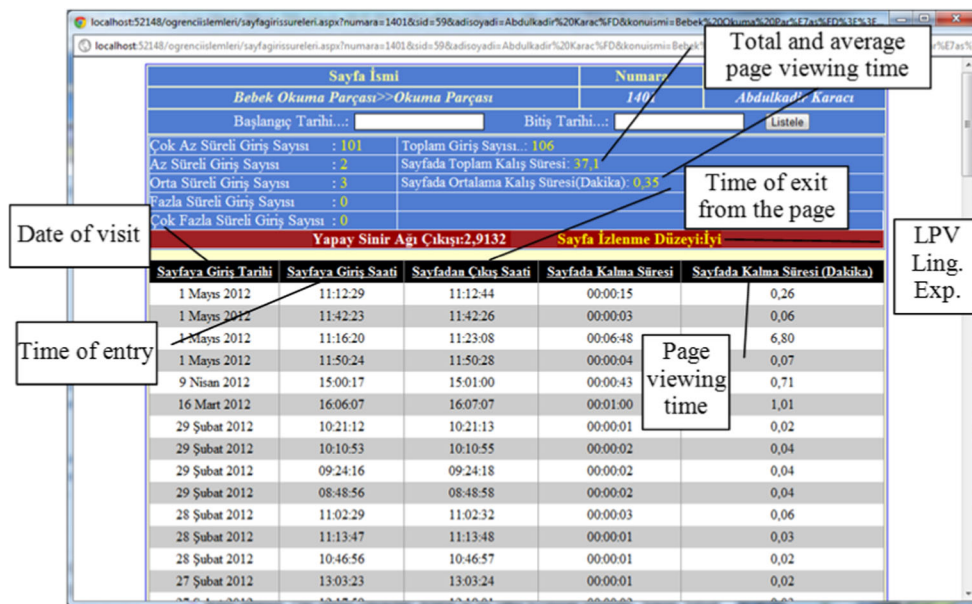 localhost:52148/ogrenciislemleri/sayfagirissureleri.aspx?numara=1401&sid=59&adisoyadi=Abdulkadir%20Karac%FD&konuismi=Bebek%20Okuma%20Par%E7as%FD%3E%3E
localhost:52148/ogrenciislemleri/sayfagirissureleri.aspx?numara=1401&sid=59&adisoyadi=Abdulkadir%20Karac%FD&konuismi=Bebek
Total and average
page viewing time
Sayfa İsmi Numara
Bebek Okuma Parçası>>Okuma Parçası 1401 Abdulkadir Karacı
Başlangıç Tarihi...: Bitiş Tarihi...: Listele
Çok Az Süreli Giriş Sayısı : 101 Toplam Giriş Sayısı..: 106
Az Süreli Giriş Sayısı : 2 Sayfada Toplam Kalış Süresi: 37,1
Orta Süreli Giriş Sayısı : 3 Sayfada Ortalama Kalış Süresi(Dakika): 0,35
Fazla Süreli Giriş Sayısı : 0
Çok Fazla Süreli Giriş Sayısı : 0
Time of exit
from the page
Date of visit
Yapay Sinir Ağı Çıkışı:2,9132 Sayfa İzlenme Düzeyi:İyi
LPV
Ling.
Exp.
Sayfaya Giriş Tarihi Sayfaya Giriş Saati Sayfadan Çıkış Saati Sayfada Kalma Süresi Sayfada Kalma Süresi (Dakika)
1 Mayıs 2012 11:12:29 11:12:44 00:00:15 0,26
1 Mayıs 2012 11:42:23 11:42:26 00:00:03 0,06
1 Mayıs 2012 11:16:20 11:23:08 00:06:48 6,80
1 Mayıs 2012 11:50:24 11:50:28 00:00:04 0,07
9 Nisan 2012 15:00:17 15:01:00 00:00:43 0,71
16 Mart 2012 16:06:07 16:07:07 00:01:00 1,01
29 Şubat 2012 10:21:12 10:21:13 00:00:01 0,02
29 Şubat 2012 10:10:53 10:10:55 00:00:02 0,04
29 Şubat 2012 09:24:16 09:24:18 00:00:02 0,04
29 Şubat 2012 08:48:56 08:48:58 00:00:02 0,04
28 Şubat 2012 11:02:29 11:02:32 00:00:03 0,06
28 Şubat 2012 11:13:47 11:13:48 00:00:01 0,03
28 Şubat 2012 10:46:56 10:46:57 00:00:01 0,02
27 Şubat 2012 13:03:23 13:03:24 00:00:01 0,02
Time of entry
Page
viewing
time